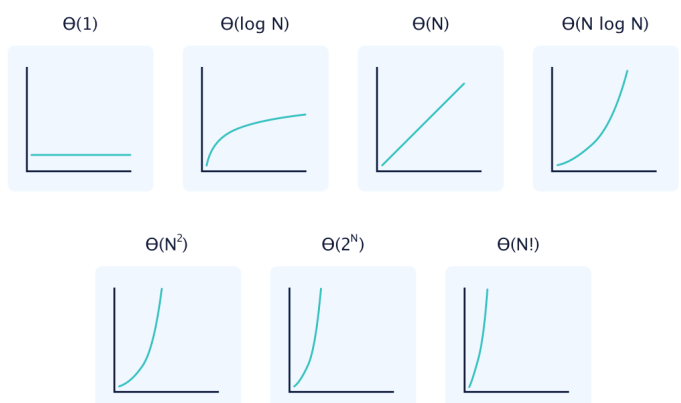 Ɵ(1)
Ɵ(log N)
Ɵ(N)
Ɵ(N log N)
Ɵ(N²)
Ɵ(2ᴺ)
Ɵ(N!)